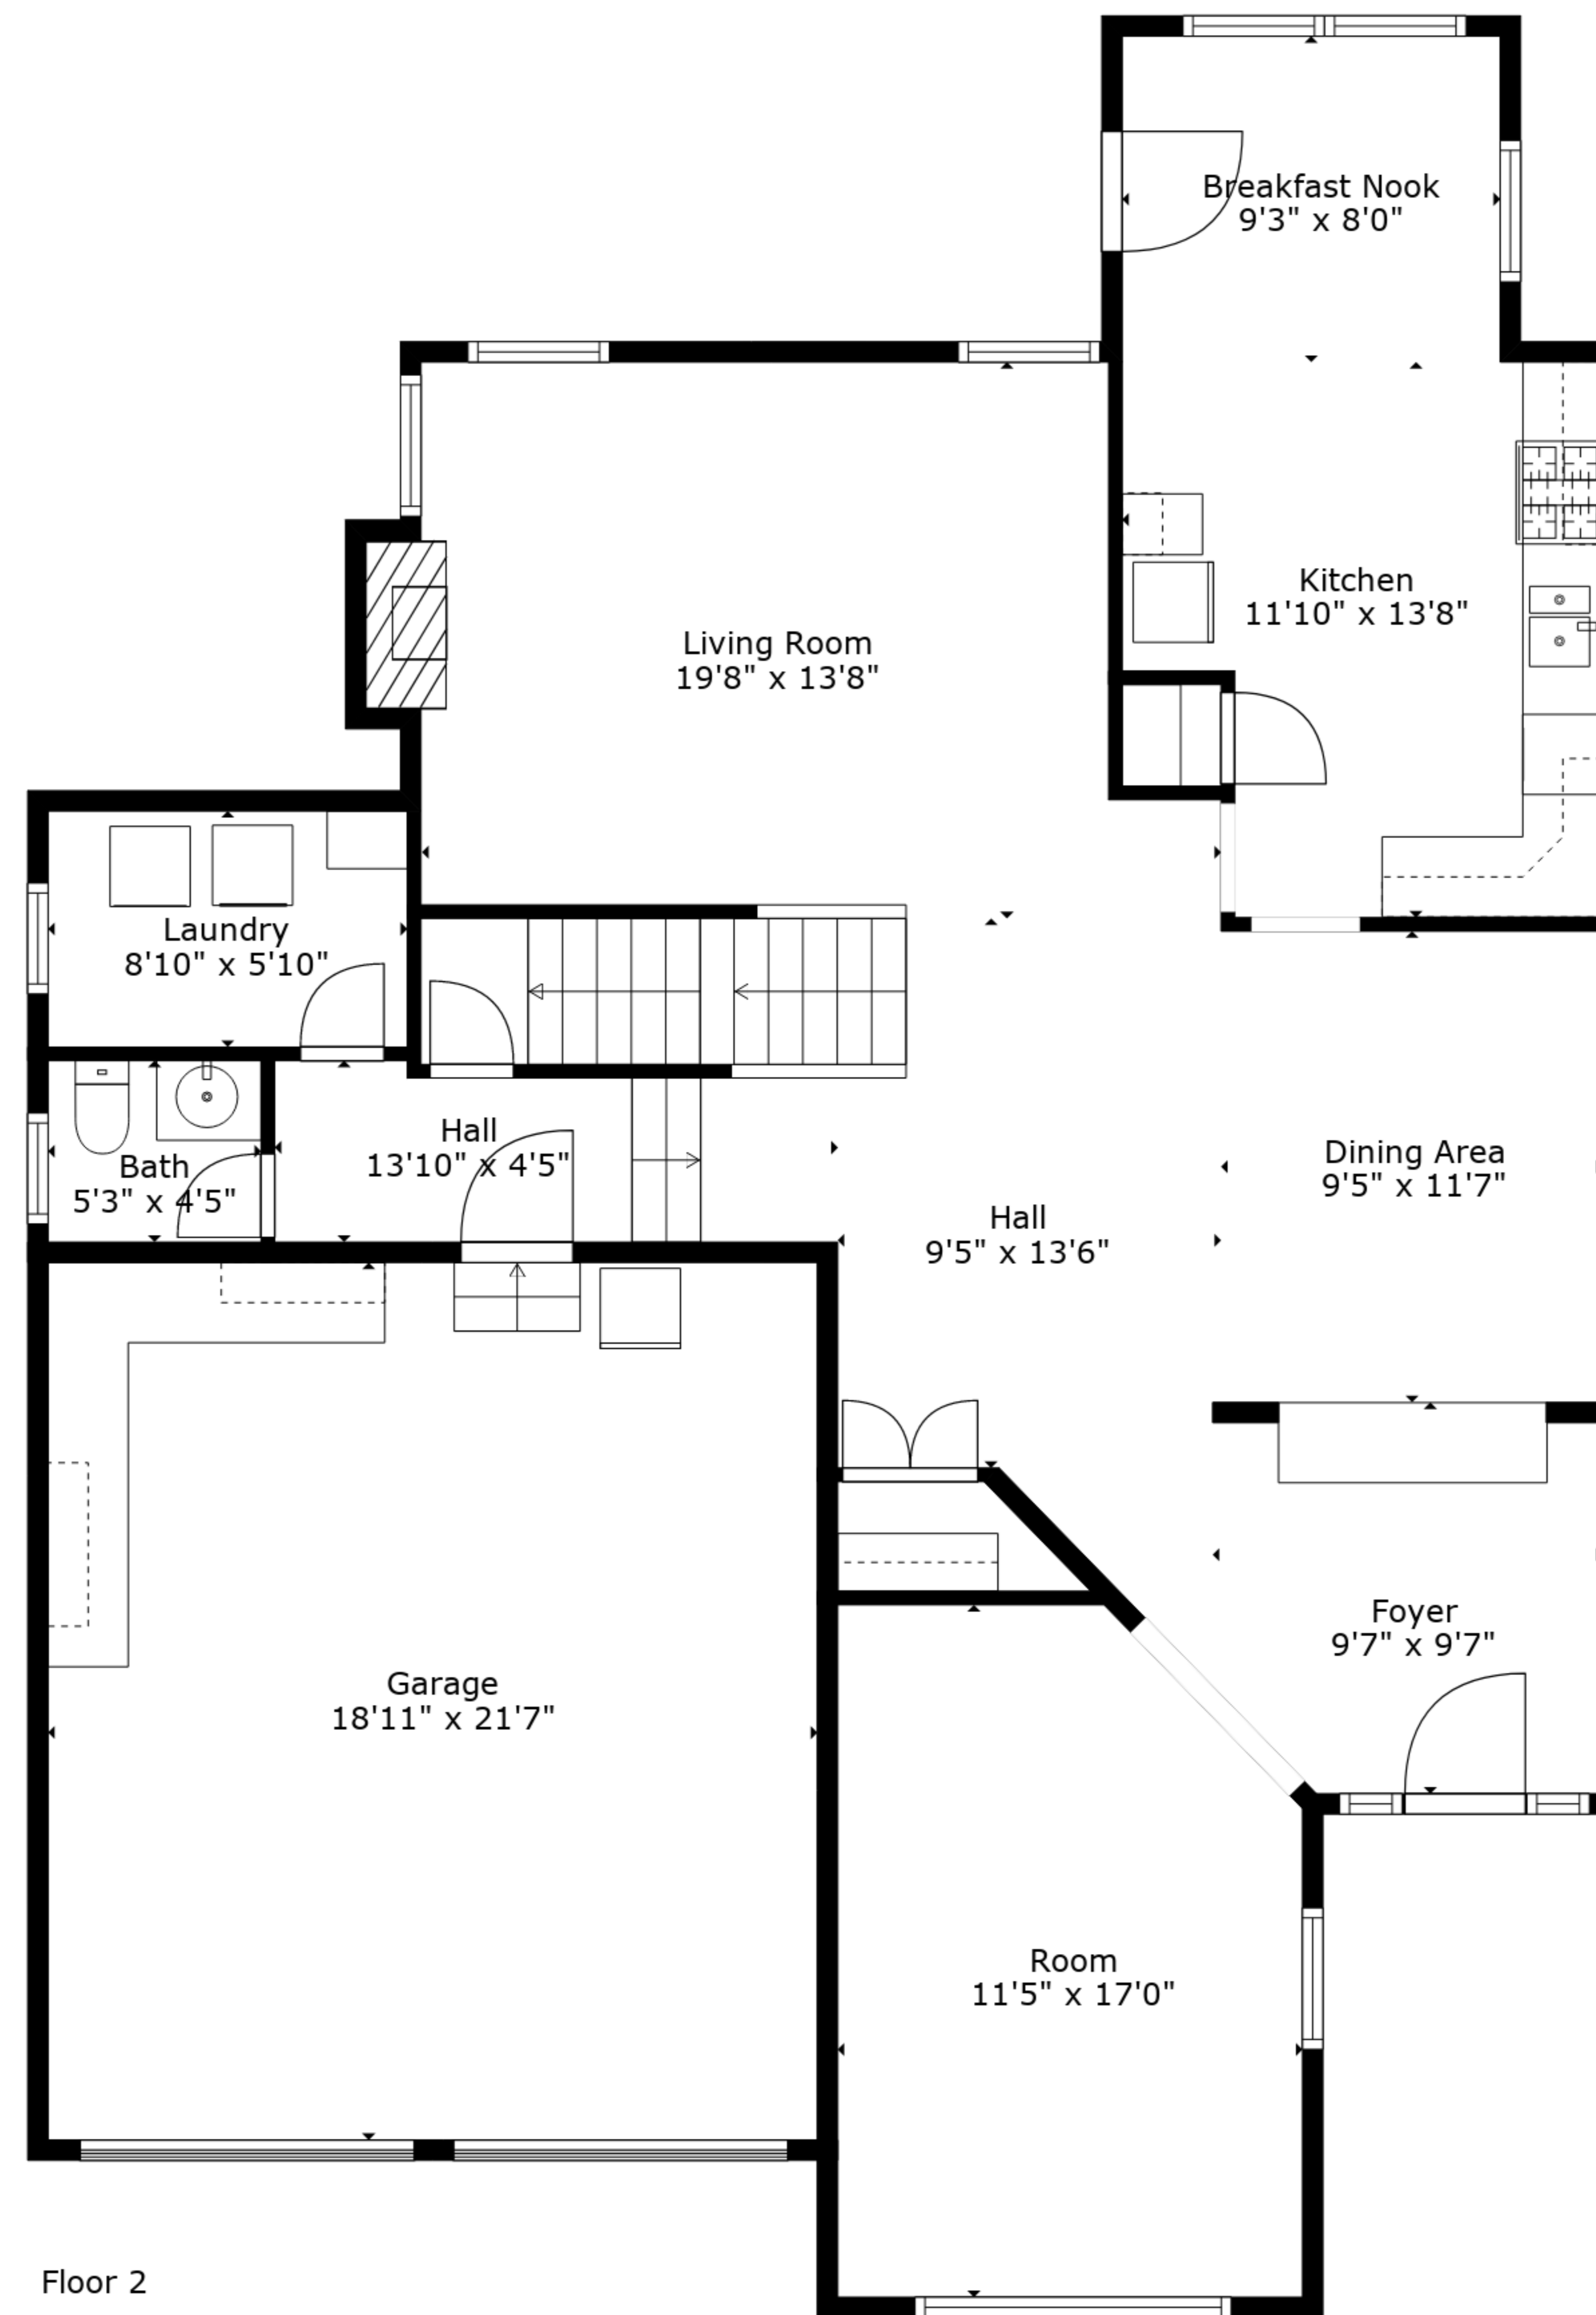 Breakfast Nook
9'3" x 8'0"
Kitchen
11'10" x 13'8"
Living Room
19'8" x 13'8"
Laundry
8'10" x 5'10"
Hall
13'10" x 4'5"
Bath
5'3" x 4'5"
Dining Area
9'5" x 11'7"
Hall
9'5" x 13'6"
Foyer
9'7" x 9'7"
Garage
18'11" x 21'7"
Room
11'5" x 17'0"
Floor 2